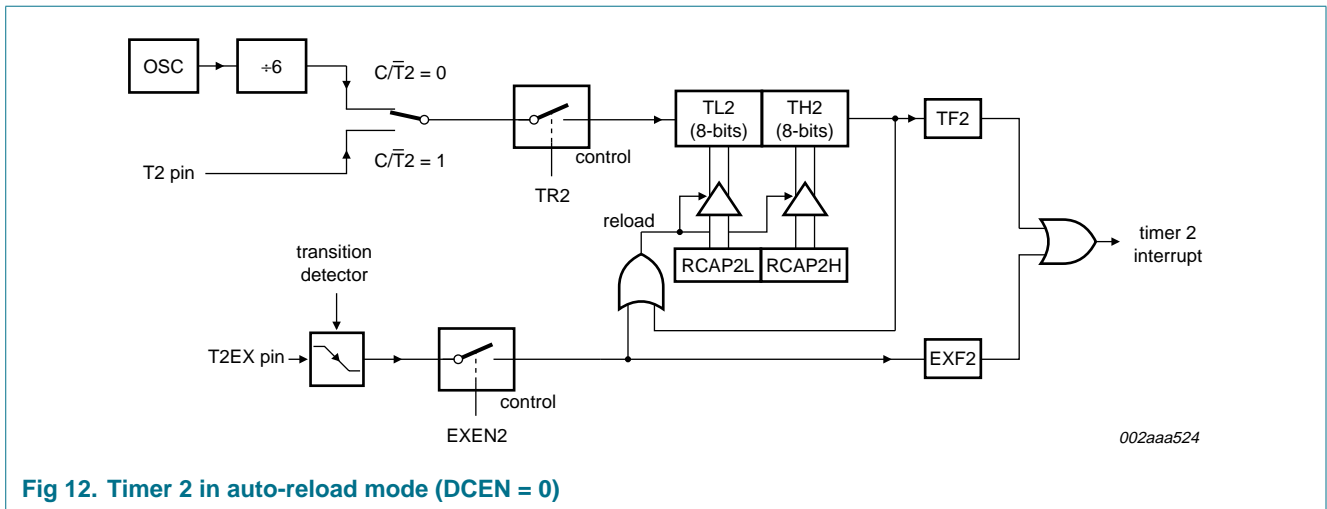 OSC
÷6
C/T̅2 = 0
C/T̅2 = 1
T2 pin
control
TR2
TL2
(8-bits)
TH2
(8-bits)
TF2
reload
RCAP2L
RCAP2H
timer 2
interrupt
transition
detector
T2EX pin
control
EXEN2
EXF2
002aaa524
Fig 12. Timer 2 in auto-reload mode (DCEN = 0)